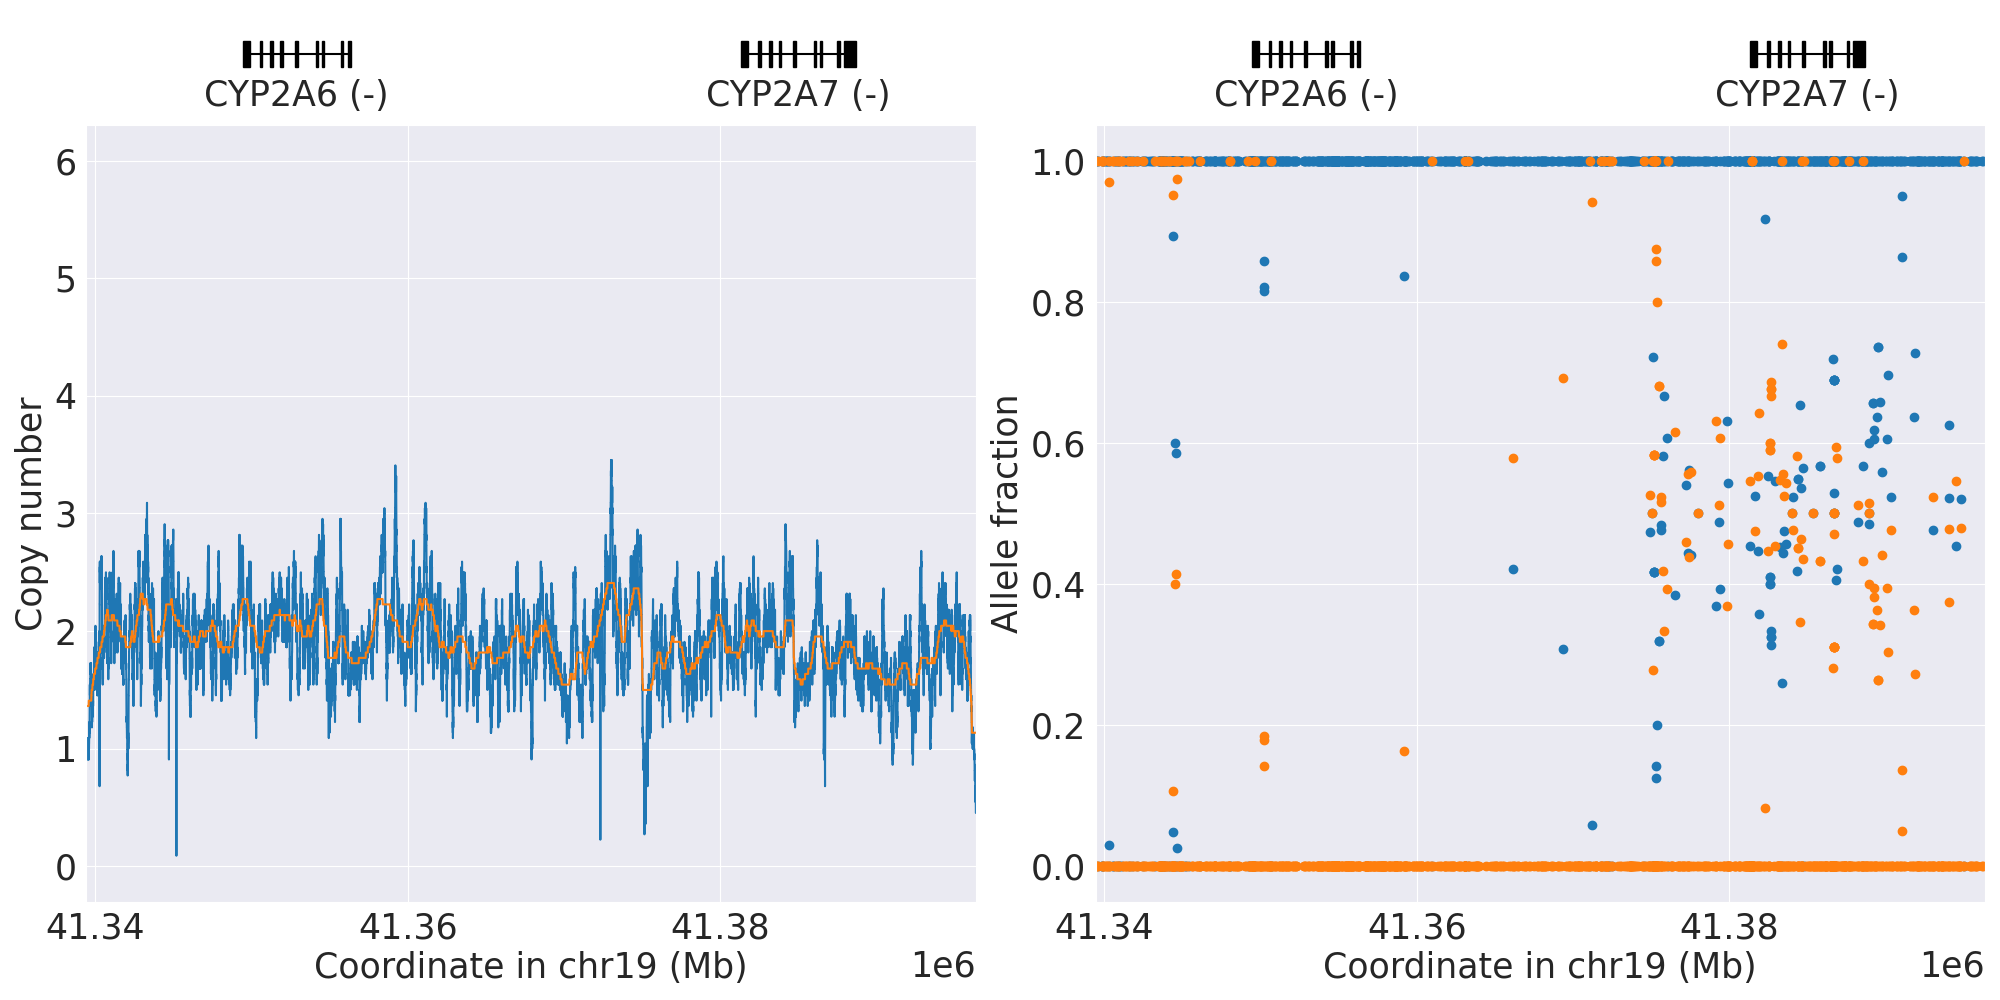 CYP2A6 (-)
CYP2A7 (-)
6
5
4
3
2
1
0
Copy number
41.34
41.36
41.38
Coordinate in chr19 (Mb)
1e6
CYP2A6 (-)
CYP2A7 (-)
1.0
0.8
0.6
0.4
0.2
0.0
Allele fraction
41.34
41.36
41.38
Coordinate in chr19 (Mb)
1e6